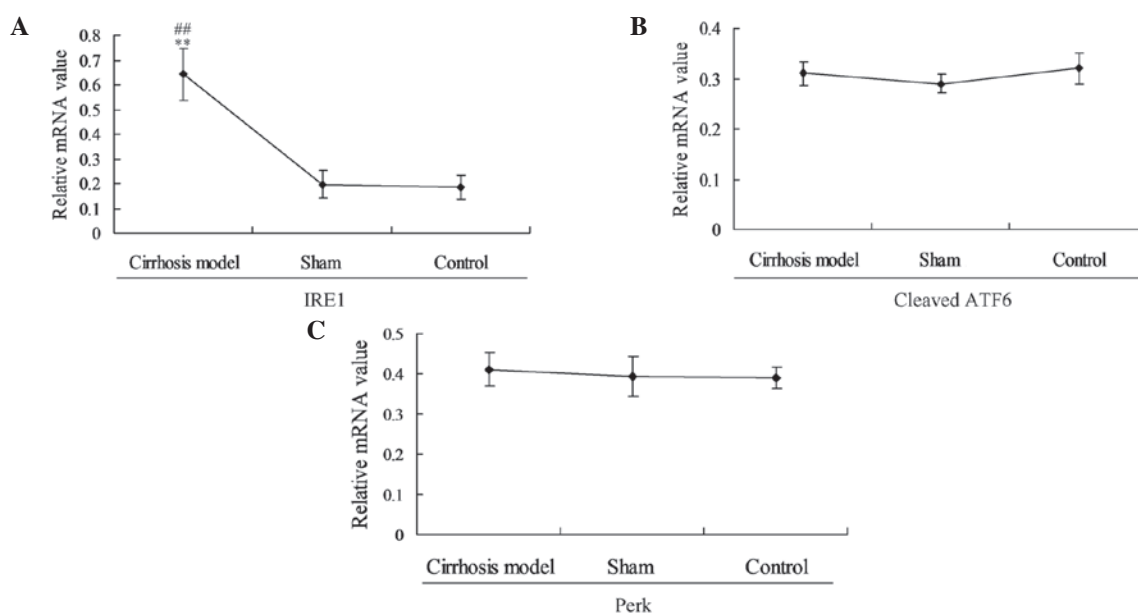 A
##
**
0.8
0.7
0.6
0.5
0.4
0.3
0.2
0.1
0
Relative mRNA value
Cirrhosis model Sham Control
IRE1
B
0.4
0.3
0.2
0.1
0
Relative mRNA value
Cirrhosis model Sham Control
Cleaved ATF6
C
0.5
0.4
0.3
0.2
0.1
0
Relative mRNA value
Cirrhosis model Sham Control
Perk